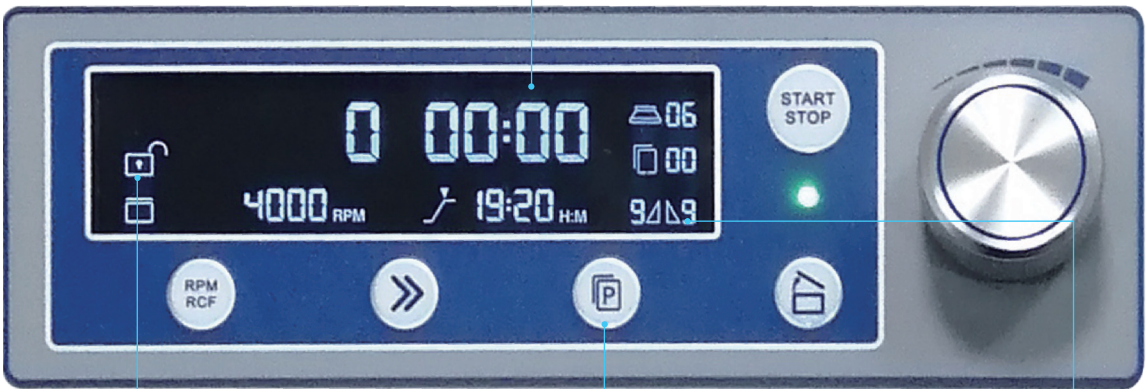 0 00:00 06
00
4000 RPM 19:20 H:M 9 9
START
STOP
RPM
RCF
P